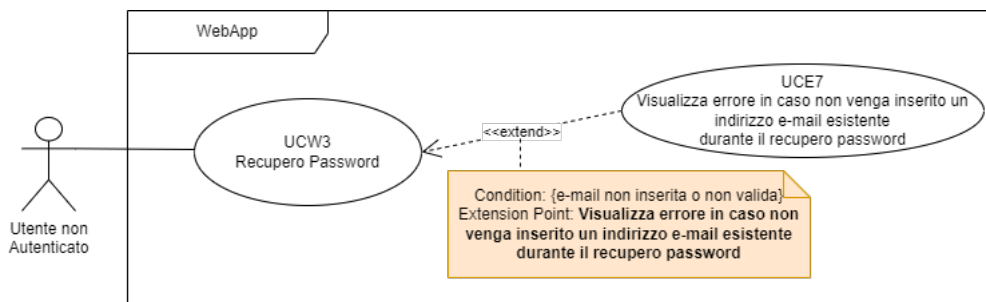 WebApp
UCE7
Visualizza errore in caso non venga inserito un
indirizzo e-mail esistente
durante il recupero password
<<extend>>
UCW3
Recupero Password
Condition: {e-mail non inserita o non valida}
Extension Point: Visualizza errore in caso non
venga inserito un indirizzo e-mail esistente
durante il recupero password
Utente non
Autenticato